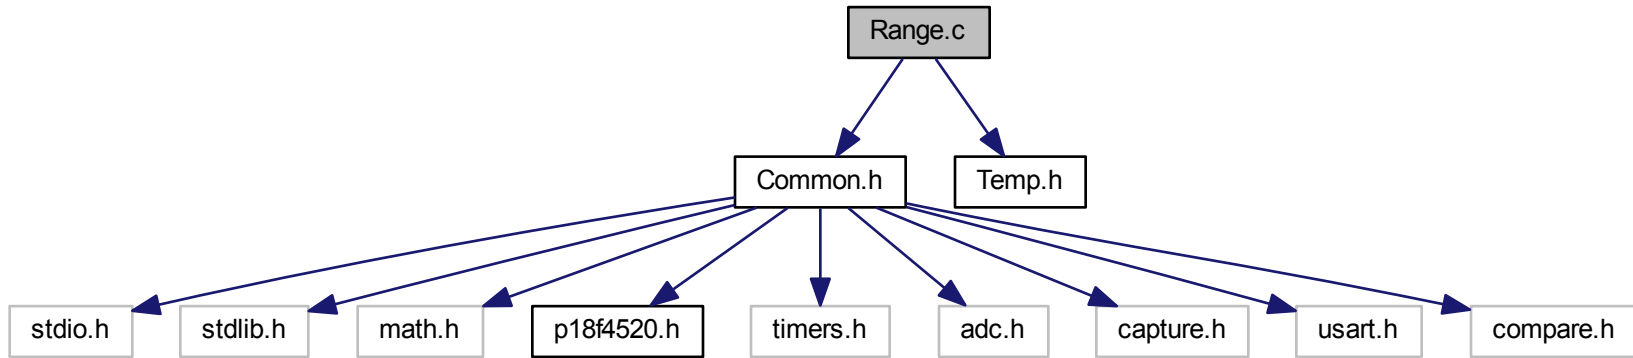 Range.c
Common.h
Temp.h
stdio.h
stdlib.h
math.h
p18f4520.h
timers.h
adc.h
capture.h
usart.h
compare.h